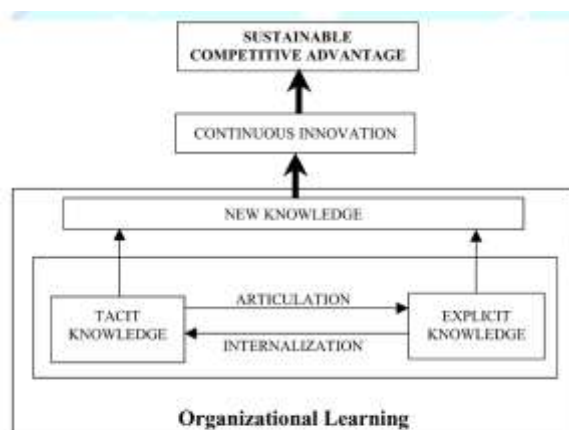 SUSTAINABLE
COMPETITIVE ADVANTAGE
CONTINUOUS INNOVATION
NEW KNOWLEDGE
TACIT
KNOWLEDGE
ARTICULATION
INTERNALIZATION
EXPLICIT
KNOWLEDGE
Organizational Learning